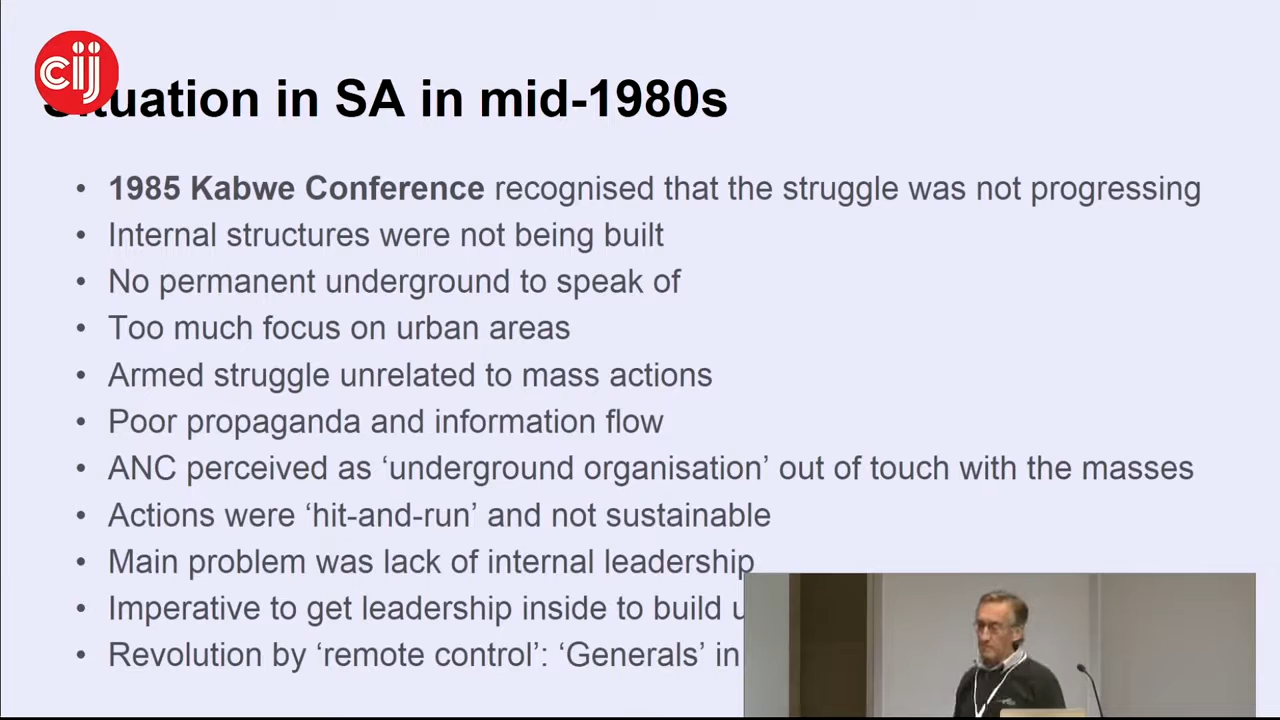 cij
Situation in SA in mid-1980s
• 1985 Kabwe Conference recognised that the struggle was not progressing
• Internal structures were not being built
• No permanent underground to speak of
• Too much focus on urban areas
• Armed struggle unrelated to mass actions
• Poor propaganda and information flow
• ANC perceived as ‘underground organisation’ out of touch with the masses
• Actions were ‘hit-and-run’ and not sustainable
• Main problem was lack of internal leadership
• Imperative to get leadership inside to build
• Revolution by ‘remote control’: ‘Generals’ in